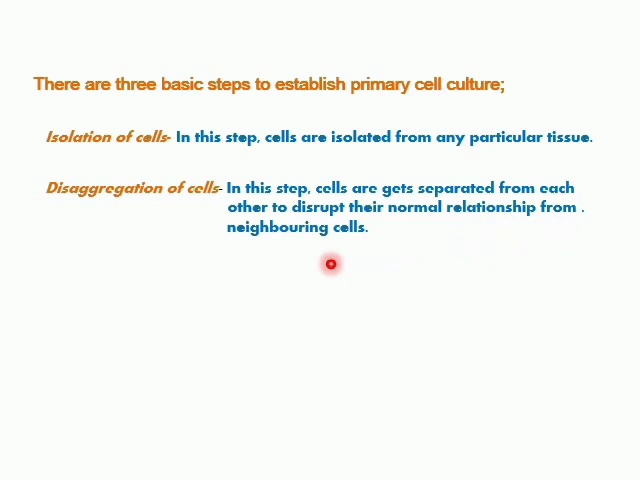 There are three basic steps to establish primary cell culture;
Isolation of cells- In this step, cells are isolated from any particular tissue.
Disaggregation of cells- In this step, cells are gets separated from each
other to disrupt their normal relationship from .
neighbouring cells.